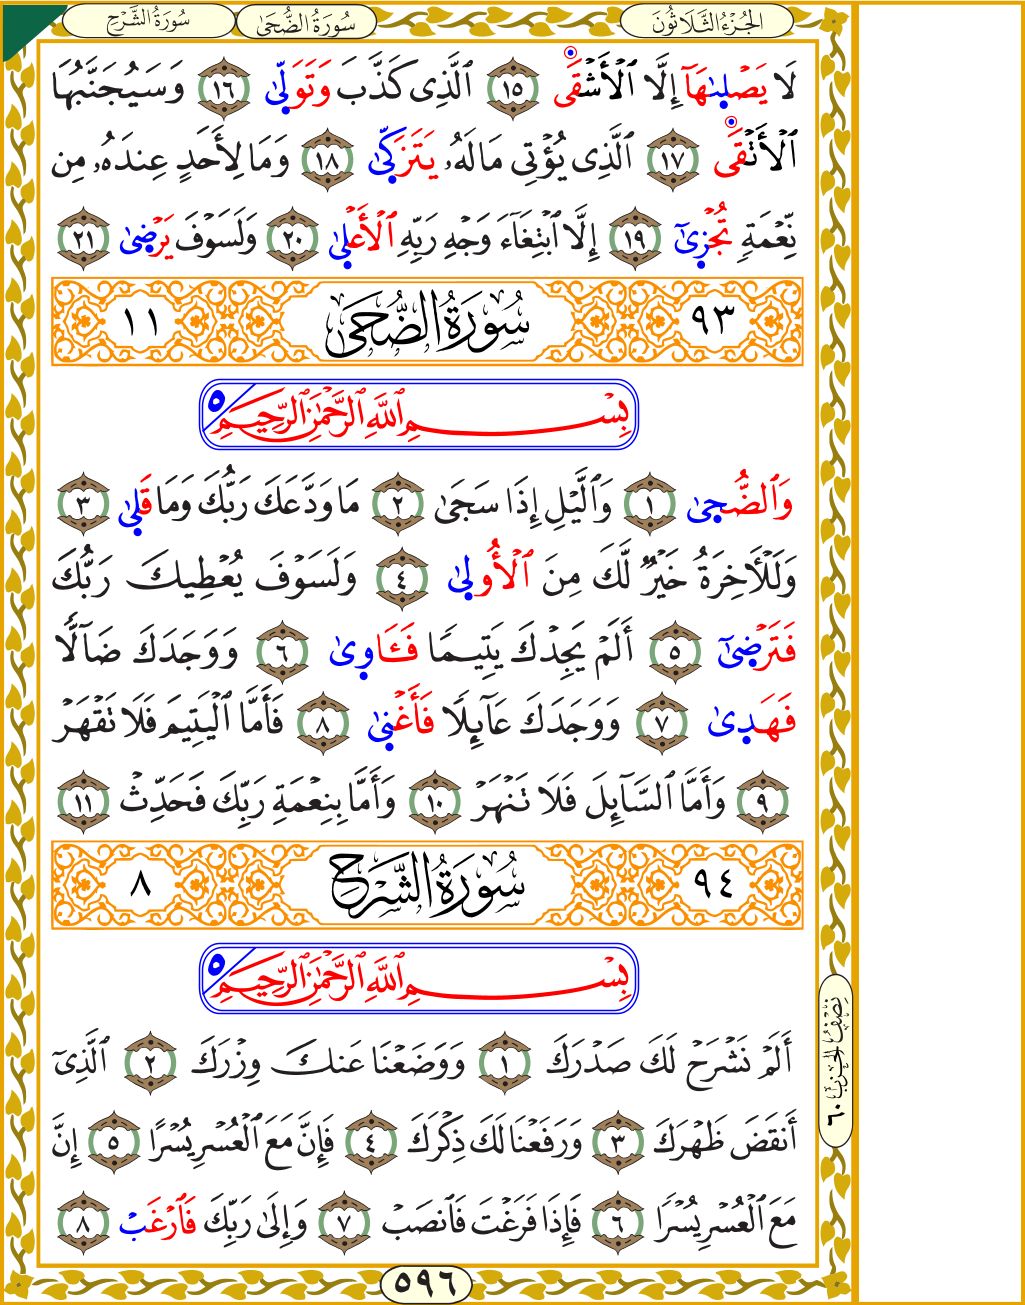 سُورَةُ الشَّرْحِ سُورَةُ الضُّحَىٰ الجُزْءُ الثَّلَاثُونَ
لَا يَصْلَىٰهَآ إِلَّا ٱلْأَشْقَى ١٥ ٱلَّذِى كَذَّبَ وَتَوَلَّىٰ ١٦ وَسَيُجَنَّبُهَا
ٱلْأَتْقَى ١٧ ٱلَّذِى يُؤْتِى مَالَهُۥ يَتَزَكَّىٰ ١٨ وَمَا لِأَحَدٍ عِندَهُۥ مِن
نِّعْمَةٍ تُجْزَىٰٓ ١٩ إِلَّا ٱبْتِغَآءَ وَجْهِ رَبِّهِ ٱلْأَعْلَىٰ ٢٠ وَلَسَوْفَ يَرْضَىٰ ٢١
٩٣ سُورَةُ الضُّحَىٰ ١١
بِسْمِ ٱللَّهِ ٱلرَّحْمَٰنِ ٱلرَّحِيمِ ٥
وَٱلضُّحَىٰ ١ وَٱلَّيْلِ إِذَا سَجَىٰ ٢ مَا وَدَّعَكَ رَبُّكَ وَمَا قَلَىٰ ٣
وَلَلْأَخِرَةُ خَيْرٌ لَّكَ مِنَ ٱلْأُولَىٰ ٤ وَلَسَوْفَ يُعْطِيكَ رَبُّكَ
فَتَرْضَىٰٓ ٥ أَلَمْ يَجِدْكَ يَتِيمًا فَـَٔاوَىٰ ٦ وَوَجَدَكَ ضَآلًّا
فَهَدَىٰ ٧ وَوَجَدَكَ عَآئِلًا فَأَغْنَىٰ ٨ فَأَمَّا ٱلْيَتِيمَ فَلَا تَقْهَرْ
٩ وَأَمَّا ٱلسَّآئِلَ فَلَا تَنْهَرْ ١٠ وَأَمَّا بِنِعْمَةِ رَبِّكَ فَحَدِّثْ ١١
٩٤ سُورَةُ الشَّرْحِ ٨
بِسْمِ ٱللَّهِ ٱلرَّحْمَٰنِ ٱلرَّحِيمِ ٥
أَلَمْ نَشْرَحْ لَكَ صَدْرَكَ ١ وَوَضَعْنَا عَنكَ وِزْرَكَ ٢ ٱلَّذِىٓ
أَنقَضَ ظَهْرَكَ ٣ وَرَفَعْنَا لَكَ ذِكْرَكَ ٤ فَإِنَّ مَعَ ٱلْعُسْرِ يُسْرًا ٥ إِنَّ
مَعَ ٱلْعُسْرِ يُسْرًا ٦ فَإِذَا فَرَغْتَ فَٱنصَبْ ٧ وَإِلَىٰ رَبِّكَ فَٱرْغَب ٨
نِصْفُ الحِزْبِ ٦٠
٥٩٦